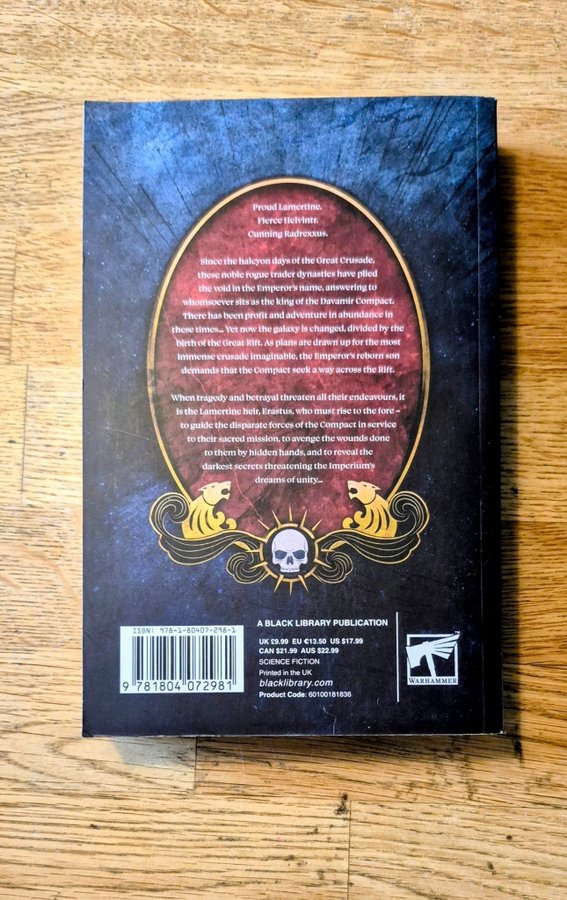 Proud Lamertine.
Fierce Helvintr.
Cunning Radrexxus.
Since the halcyon days of the Great Crusade,
these noble rogue trader dynasties have plied
the void in the Emperor's name, answering to
whomsoever sits as the king of the Davamir Compact.
There has been profit and adventure in abundance in
these times... Yet now the galaxy is changed, divided by the
birth of the Great Rift. As plans are drawn up for the most
immense crusade imaginable, the Emperor's reborn son
demands that the Compact seek a way across the Rift.
When tragedy and betrayal threaten all their endeavours, it
is the Lamertine heir, Erastus, who must rise to the fore –
to guide the disparate forces of the Compact in service
to their sacred mission, to avenge the wounds done
to them by hidden hands, and to reveal the
darkest secrets threatening the Imperium's
dreams of unity...
ISBN: 978-1-80407-298-1
9 781804 072981
A BLACK LIBRARY PUBLICATION
UK £9.99 EU €13.50 US $17.99
CAN $21.99 AUS $22.99
SCIENCE FICTION
Printed in the UK
blacklibrary.com
Product Code: 60100181836
WARHAMMER